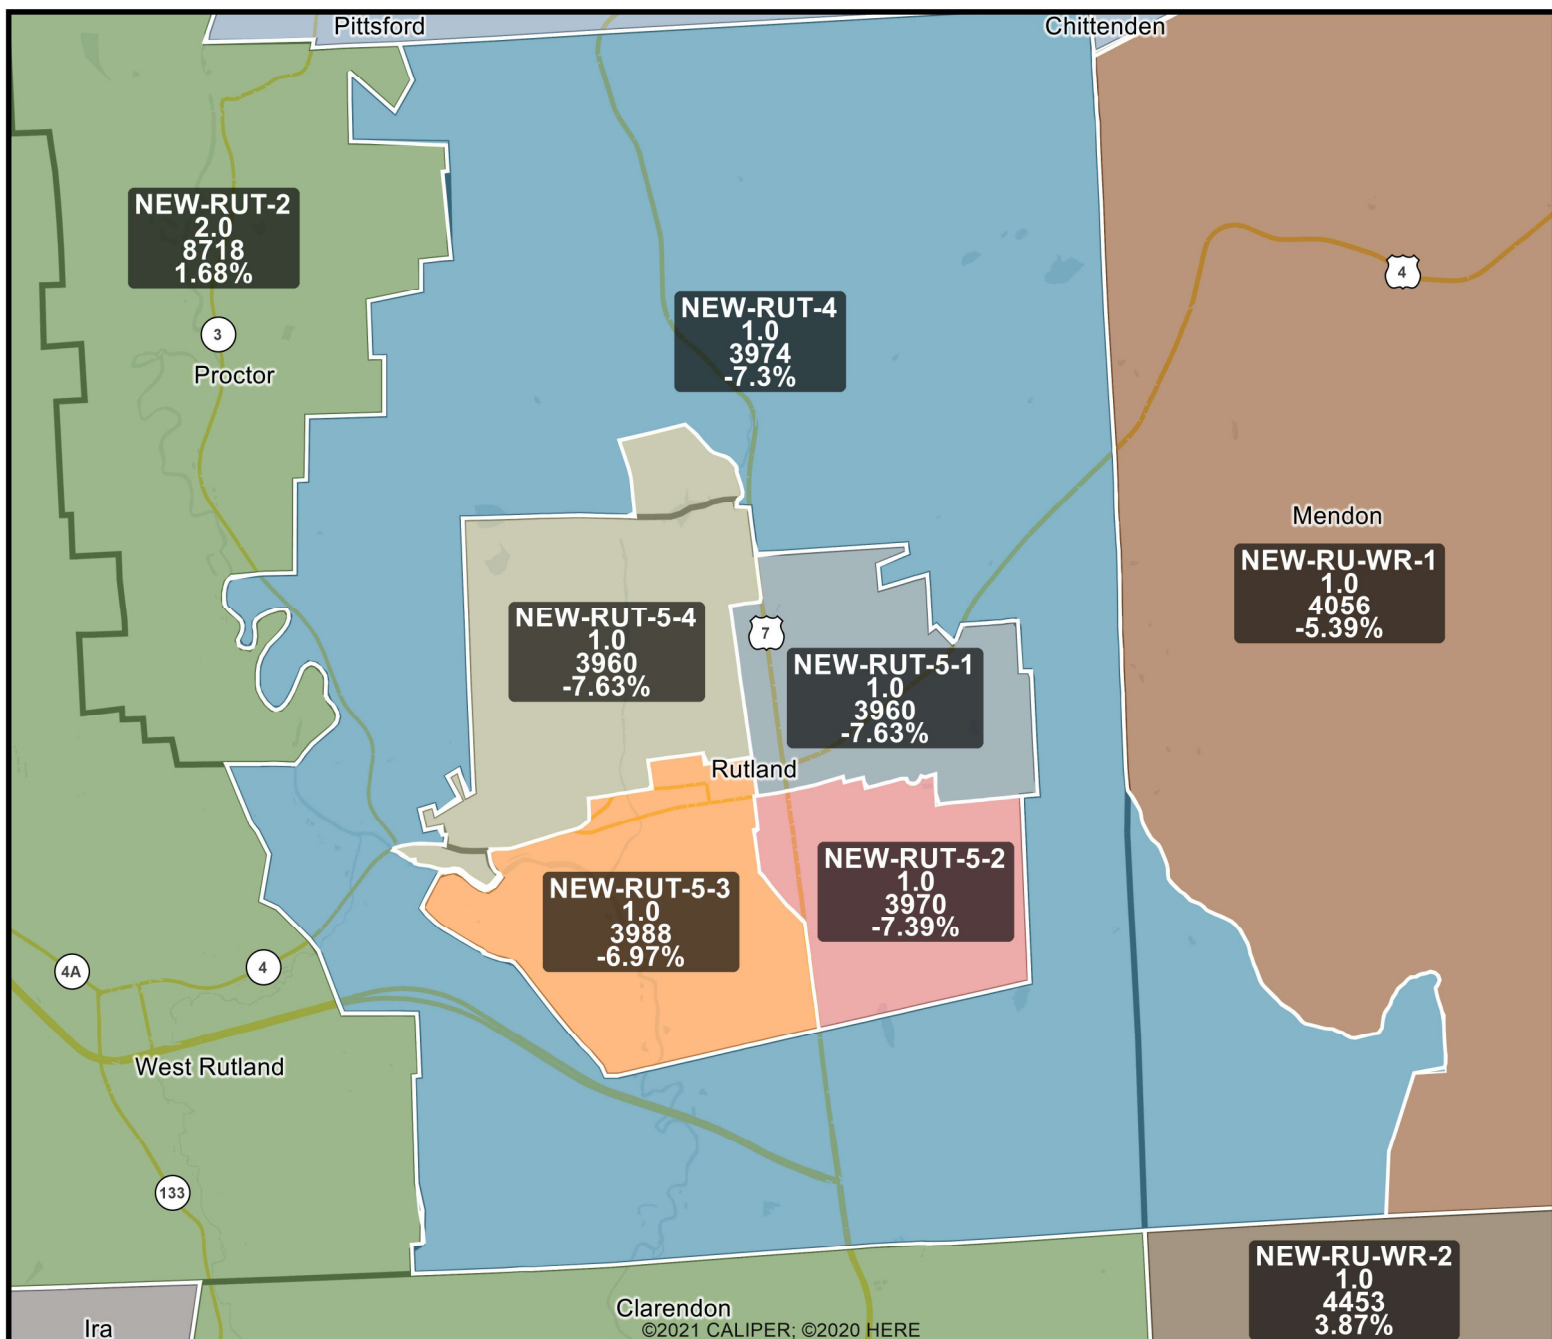 Pittsford
Chittenden
NEW-RUT-2
2.0
8718
1.68%
4
NEW-RUT-4
1.0
3974
-7.3%
3
Proctor
Mendon
NEW-RU-WR-1
1.0
4056
-5.39%
NEW-RUT-5-4
1.0
3960
-7.63%
7
NEW-RUT-5-1
1.0
3960
-7.63%
Rutland
NEW-RUT-5-2
1.0
3970
-7.39%
NEW-RUT-5-3
1.0
3988
-6.97%
4A
4
West Rutland
133
NEW-RU-WR-2
1.0
4453
3.87%
Clarendon
Ira
©2021 CALIPER; ©2020 HERE